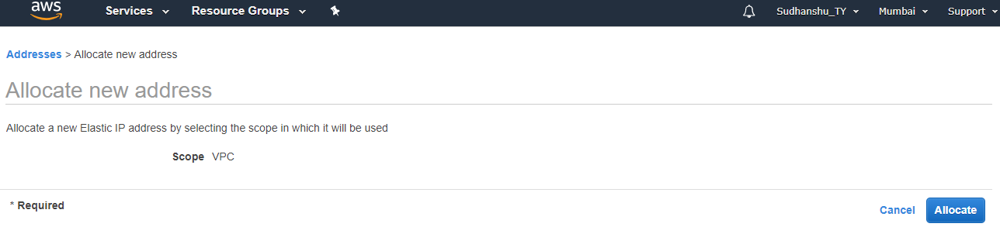 aws Services Resource Groups Sudhanshu_TY Mumbai Support
Addresses > Allocate new address
Allocate new address
Allocate a new Elastic IP address by selecting the scope in which it will be used
Scope VPC
* Required Cancel Allocate